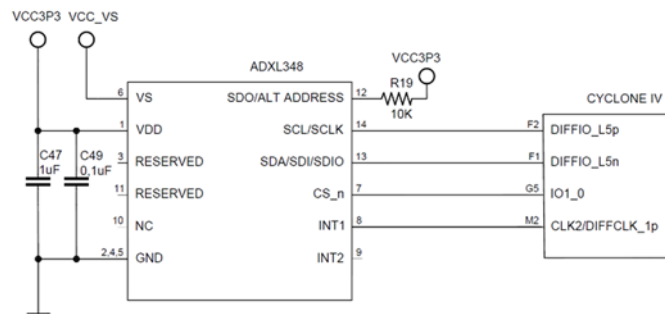 VCC3P3 VCC_VS
ADXL348
VCC3P3
R19
10K
CYCLONE IV
6 VS SDO/ALT ADDRESS 12
1 VDD SCL/SCLK 14 F2 DIFFIO_L5p
C47
1uF
C49
0,1uF
3 RESERVED SDA/SDI/SDIO 13 F1 DIFFIO_L5n
11 RESERVED CS_n 7 G5 IO1_0
10 NC INT1 8 M2 CLK2/DIFFCLK_1p
2,4,5 GND INT2 9